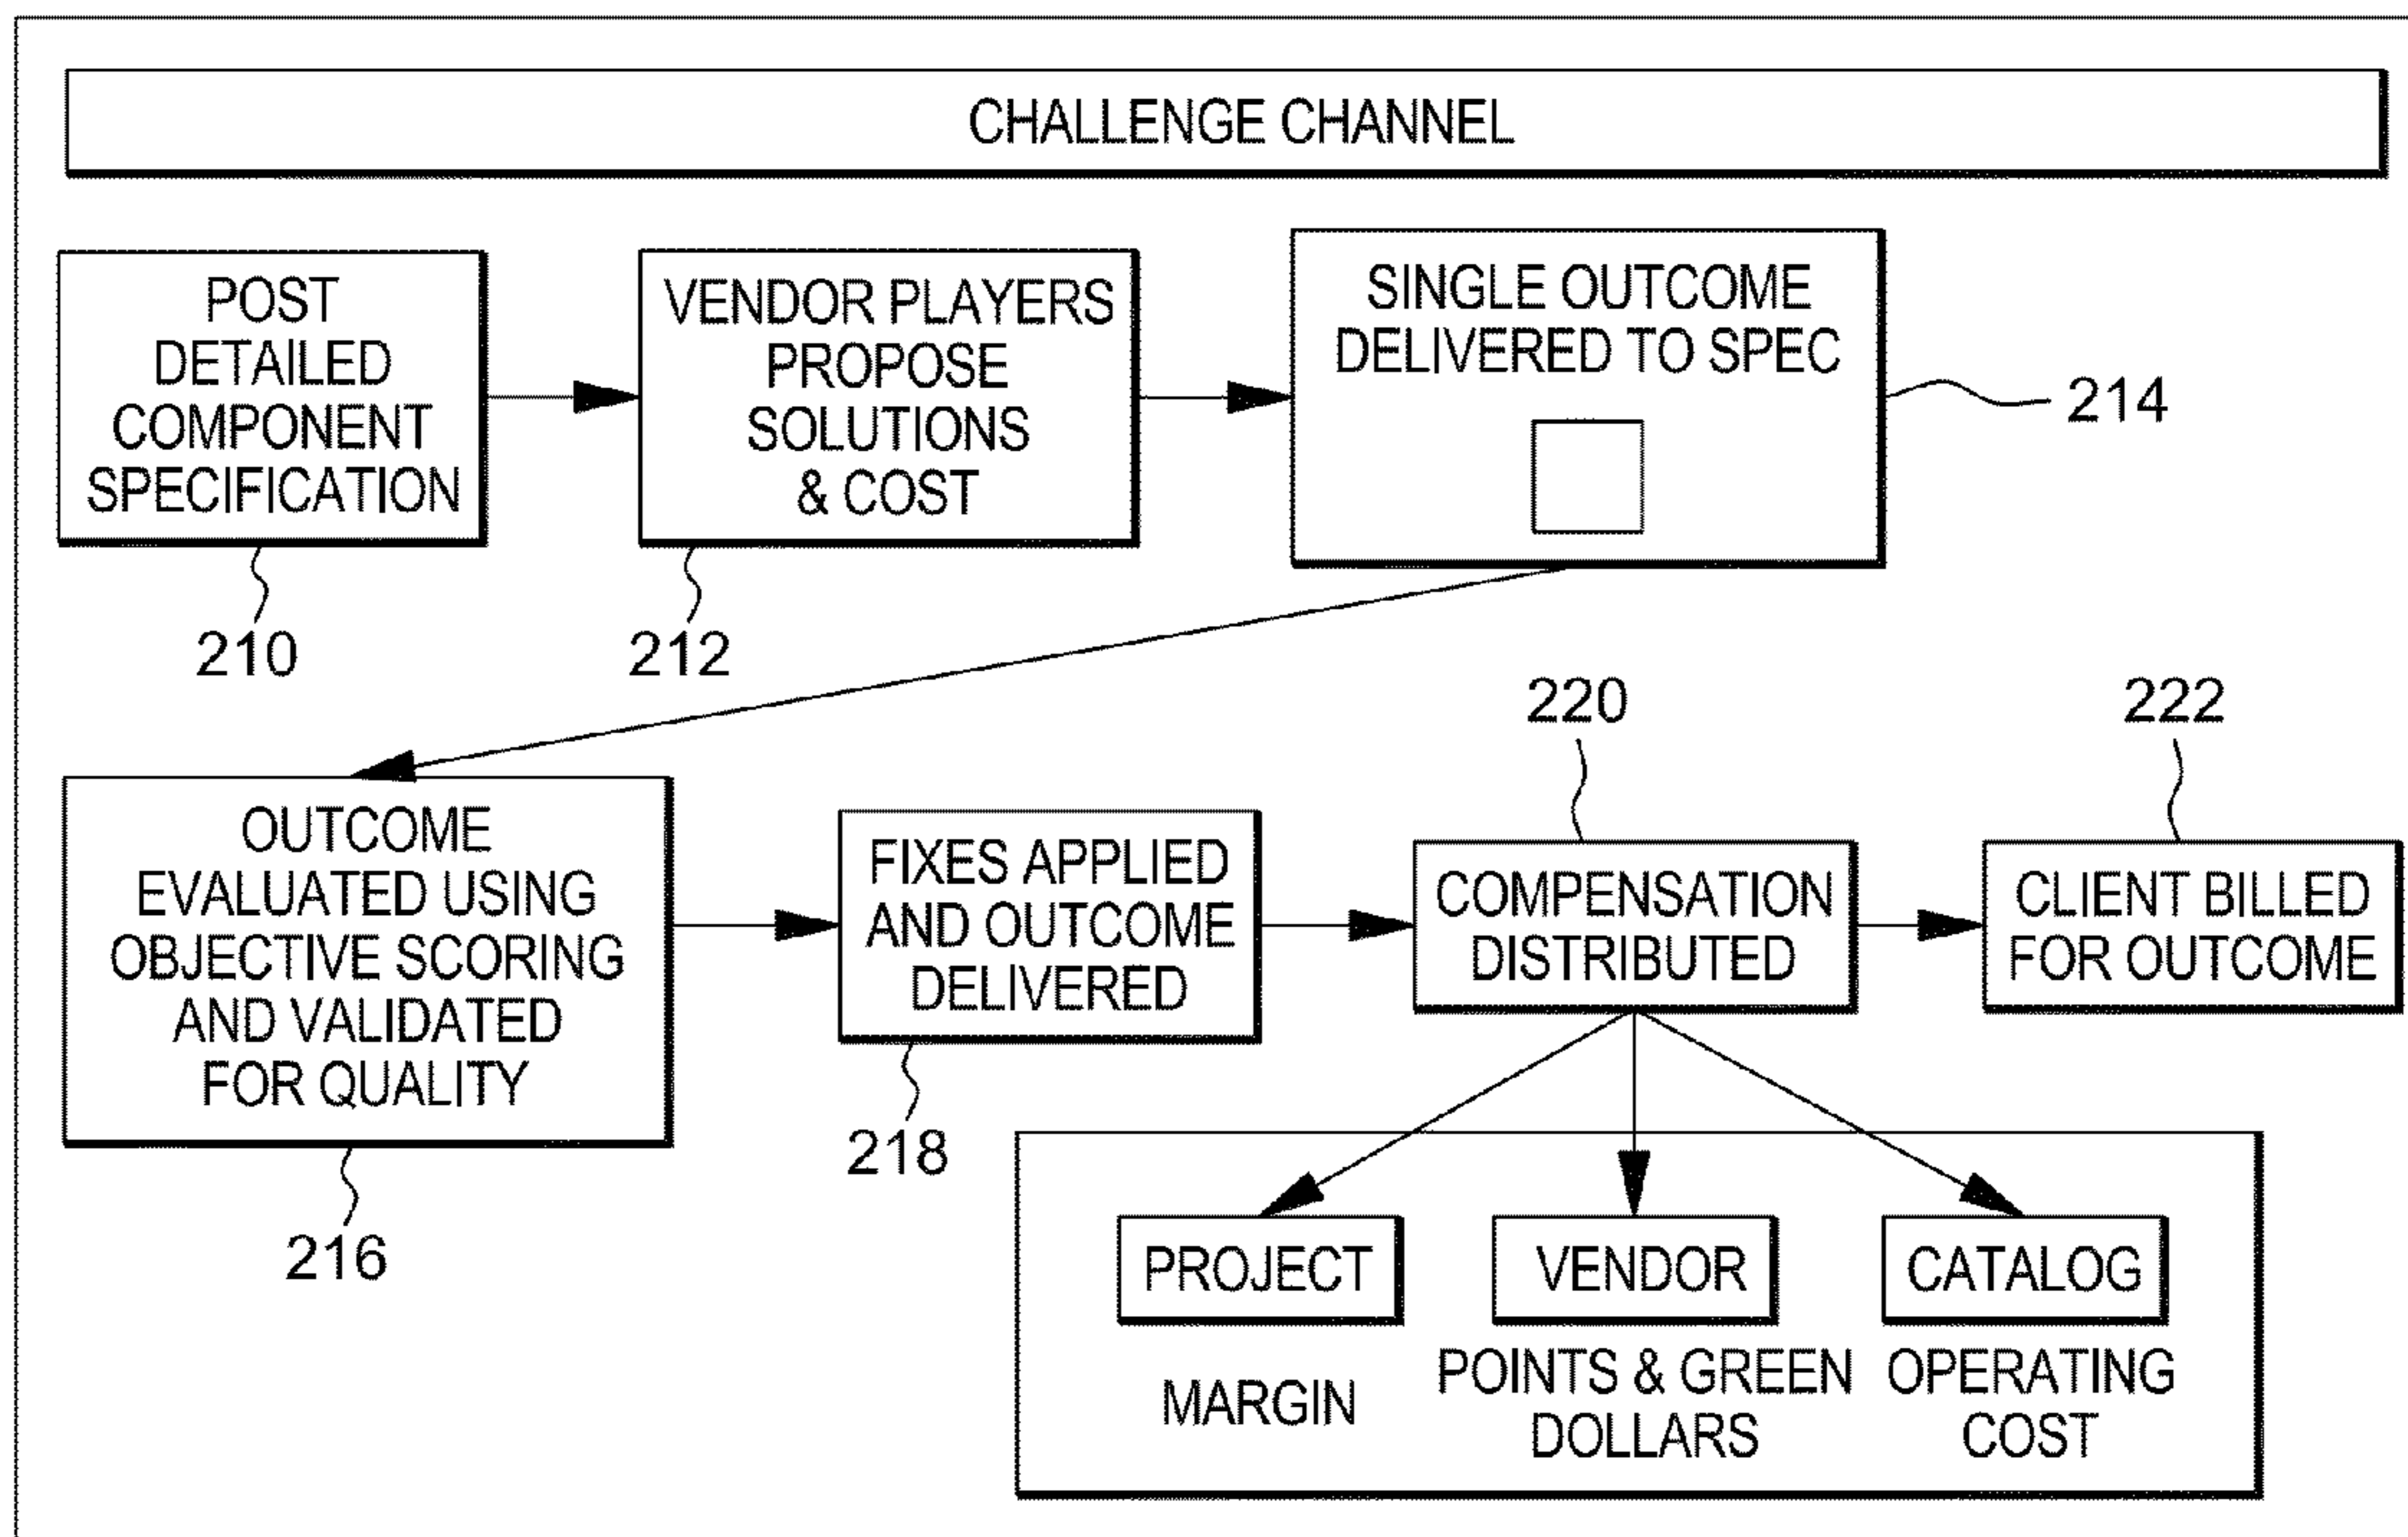 CHALLENGE CHANNEL
POST
DETAILED
COMPONENT
SPECIFICATION
210
VENDOR PLAYERS
PROPOSE
SOLUTIONS
& COST
212
SINGLE OUTCOME
DELIVERED TO SPEC
214
OUTCOME
EVALUATED USING
OBJECTIVE SCORING
AND VALIDATED
FOR QUALITY
216
FIXES APPLIED
AND OUTCOME
DELIVERED
218
220
COMPENSATION
DISTRIBUTED
222
CLIENT BILLED
FOR OUTCOME
PROJECT
MARGIN
VENDOR
POINTS & GREEN
DOLLARS
CATALOG
OPERATING
COST